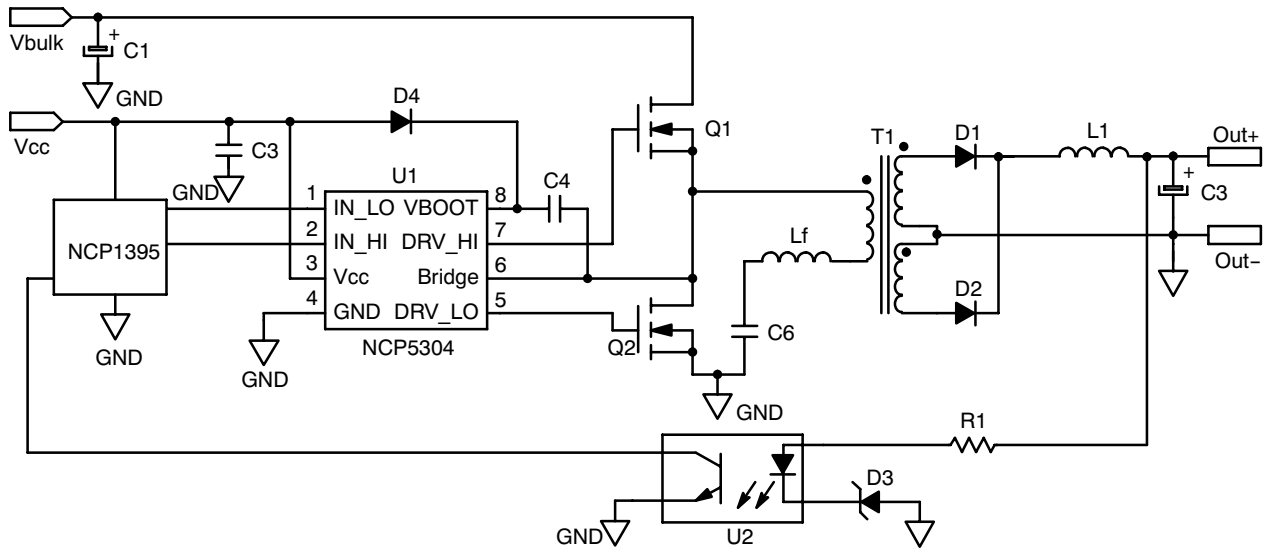 Vbulk
+
C1
GND
Vcc
D4
C3
GND
U1
Q1
T1
D1
L1
Out+
+
C3
Out−
NCP1395
1 IN_LO VBOOT 8
C4
2 IN_HI DRV_HI 7
3 Vcc Bridge 6
4 GND DRV_LO 5
NCP5304
GND
GND
Lf
D2
Q2
C6
GND
R1
D3
GND
U2